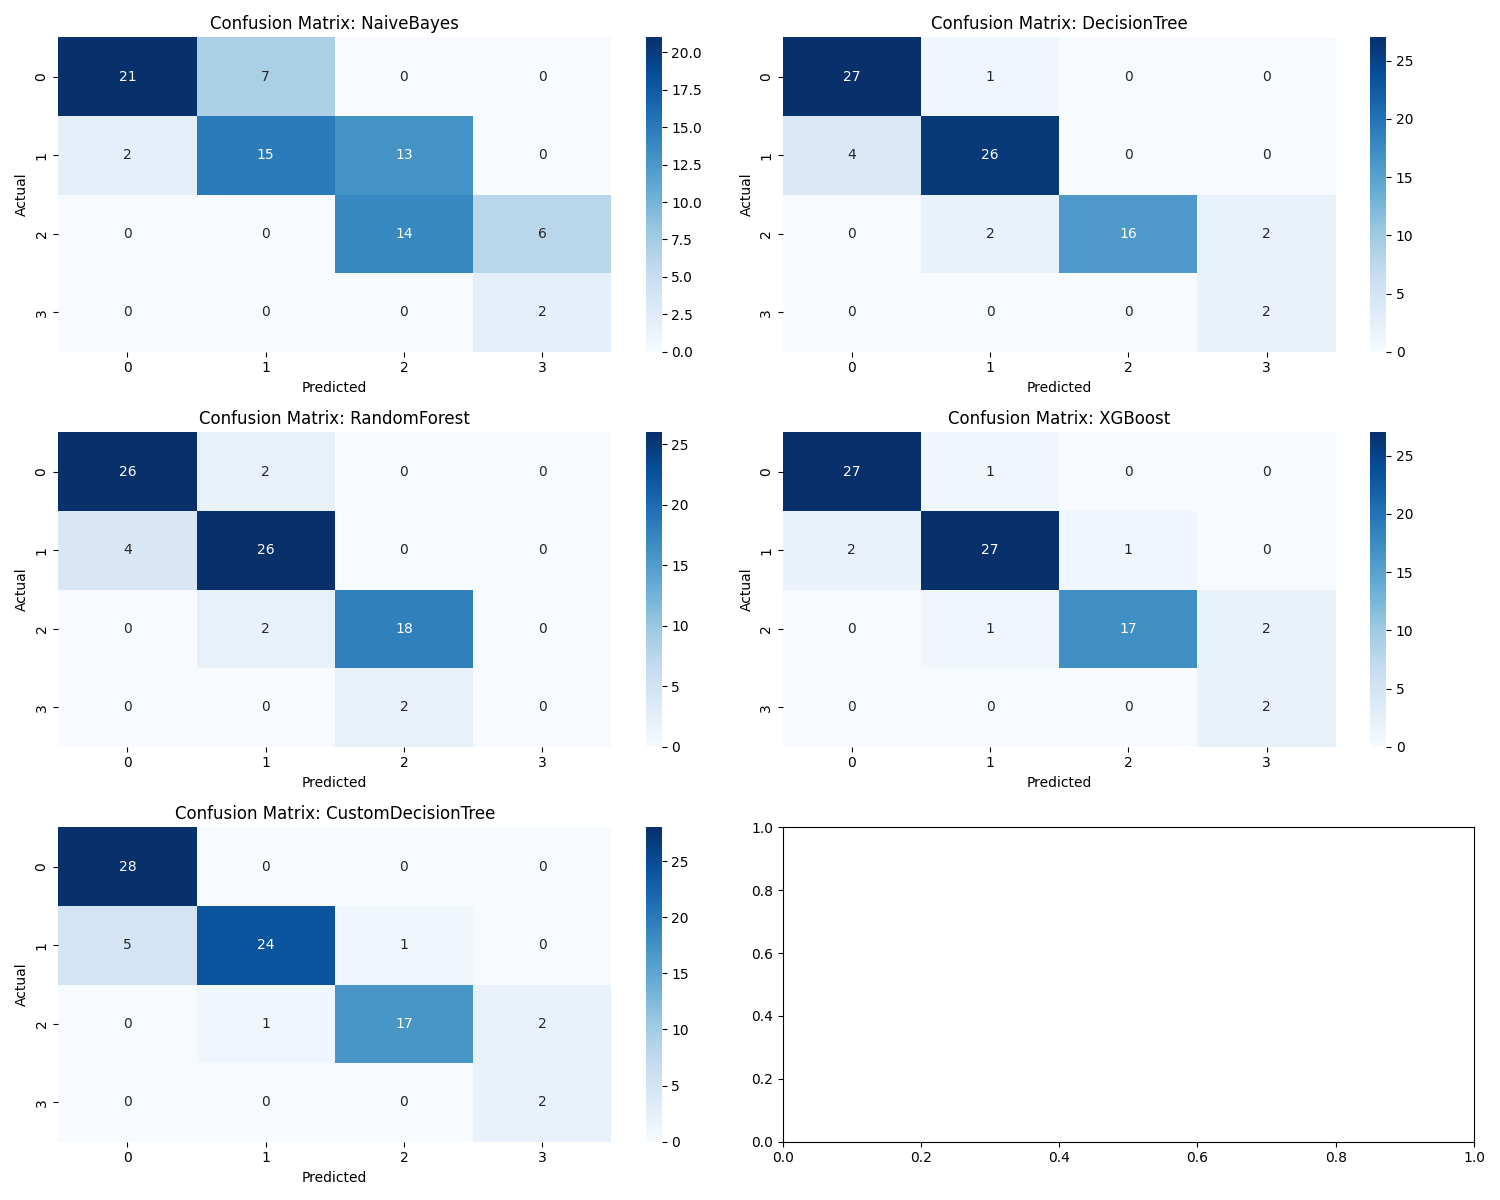 Confusion Matrix: NaiveBayes
0 21 7 0 0
1 2 15 13 0
2 0 0 14 6
3 0 0 0 2
0 1 2 3
Predicted
Actual
20.0
17.5
15.0
12.5
10.0
7.5
5.0
2.5
0.0
Confusion Matrix: DecisionTree
0 27 1 0 0
1 4 26 0 0
2 0 2 16 2
3 0 0 0 2
0 1 2 3
Predicted
Actual
25
20
15
10
5
0
Confusion Matrix: RandomForest
0 26 2 0 0
1 4 26 0 0
2 0 2 18 0
3 0 0 2 0
0 1 2 3
Predicted
Actual
25
20
15
10
5
0
Confusion Matrix: XGBoost
0 27 1 0 0
1 2 27 1 0
2 0 1 17 2
3 0 0 0 2
0 1 2 3
Predicted
Actual
25
20
15
10
5
0
Confusion Matrix: CustomDecisionTree
0 28 0 0 0
1 5 24 1 0
2 0 1 17 2
3 0 0 0 2
0 1 2 3
Predicted
Actual
25
20
15
10
5
0
1.0
0.8
0.6
0.4
0.2
0.0
0.0 0.2 0.4 0.6 0.8 1.0